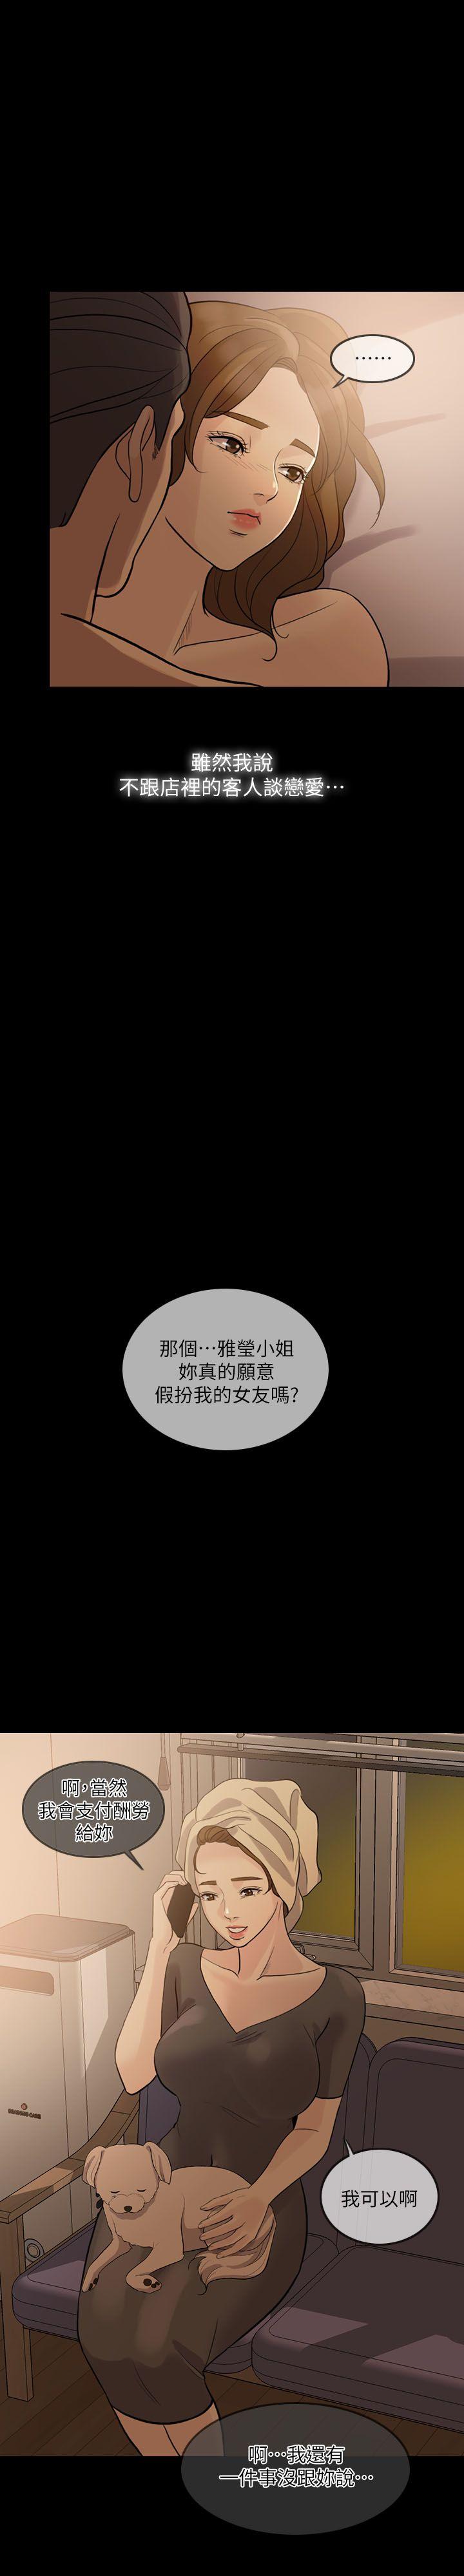 ……
雖然我說
不跟店裡的客人談戀愛…
那個…雅瑩小姐
妳真的願意
假扮我的女友嗎?
啊，當然
我會支付酬勞
給妳
我可以啊
啊…我還有
一件事沒跟妳說…